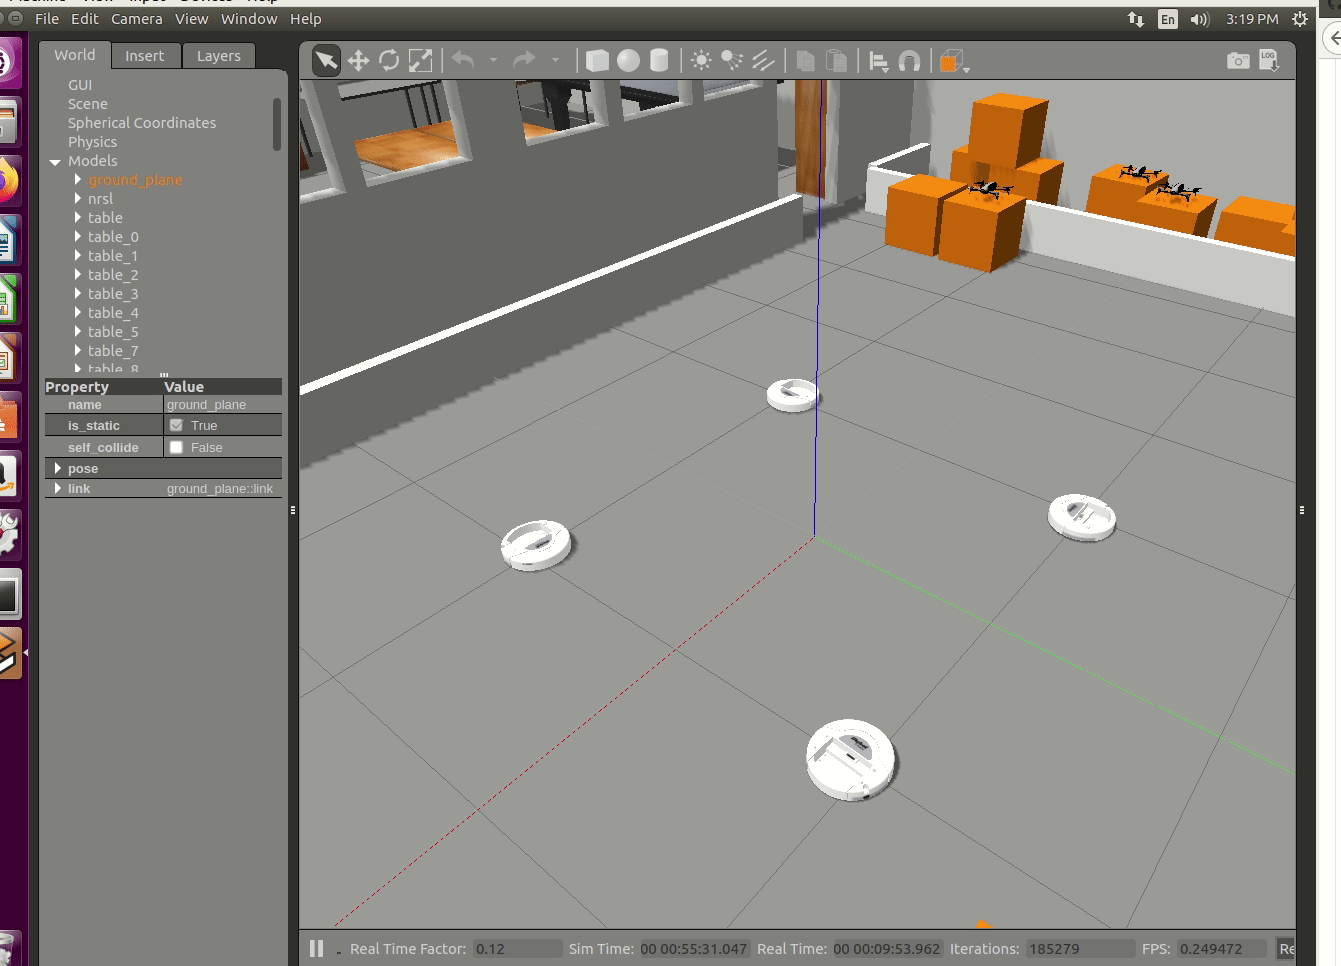 File Edit Camera View Window Help
En 3:19 PM
World Insert Layers
GUI
Scene
Spherical Coordinates
Physics
Models
ground_plane
nrsl
table
table_0
table_1
table_2
table_3
table_4
table_5
table_7
table_8
Property Value
name ground_plane
is_static True
self_collide False
pose
link ground_plane::link
LOG
Real Time Factor: 0.12 Sim Time: 00 00:55:31.047 Real Time: 00 00:09:53.962 Iterations: 185279 FPS: 0.249472 Re